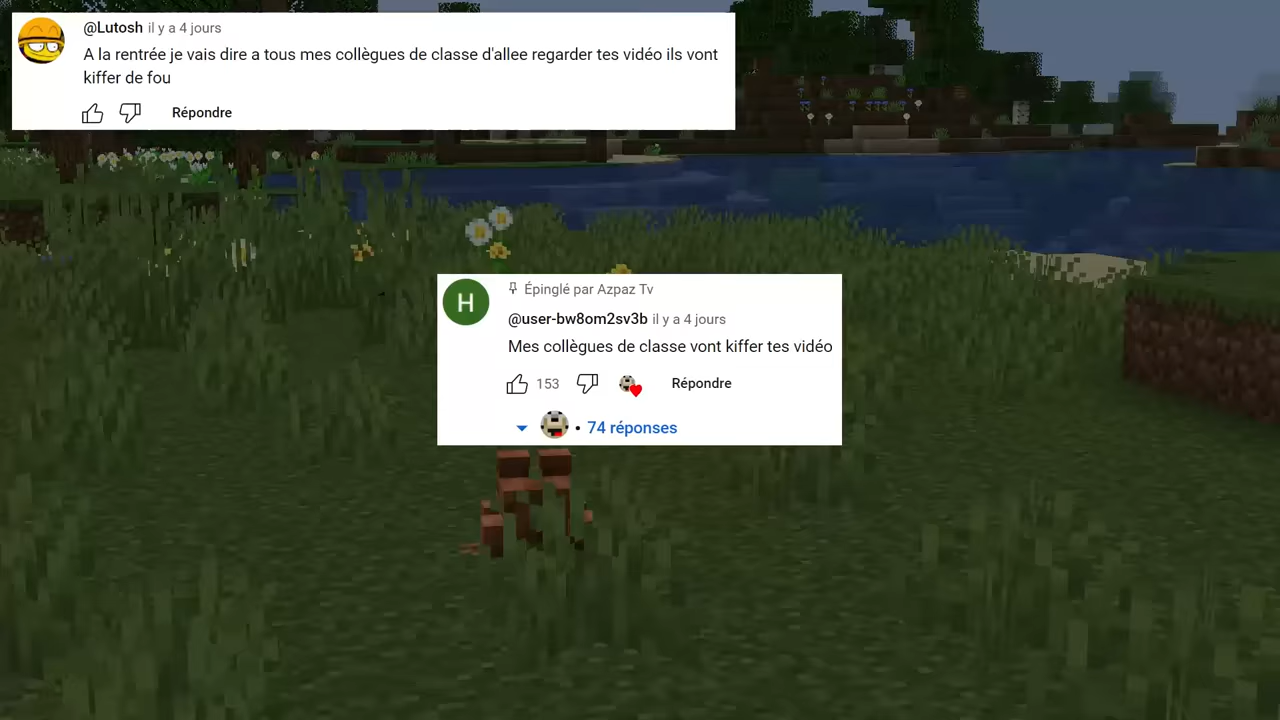 @Lutosh il y a 4 jours
A la rentrée je vais dire a tous mes collègues de classe d'allee regarder tes vidéo ils vont
kiffer de fou
Répondre
Épinglé par Azpaz Tv
@user-bw8om2sv3b il y a 4 jours
Mes collègues de classe vont kiffer tes vidéo
153 Répondre
• 74 réponses
H